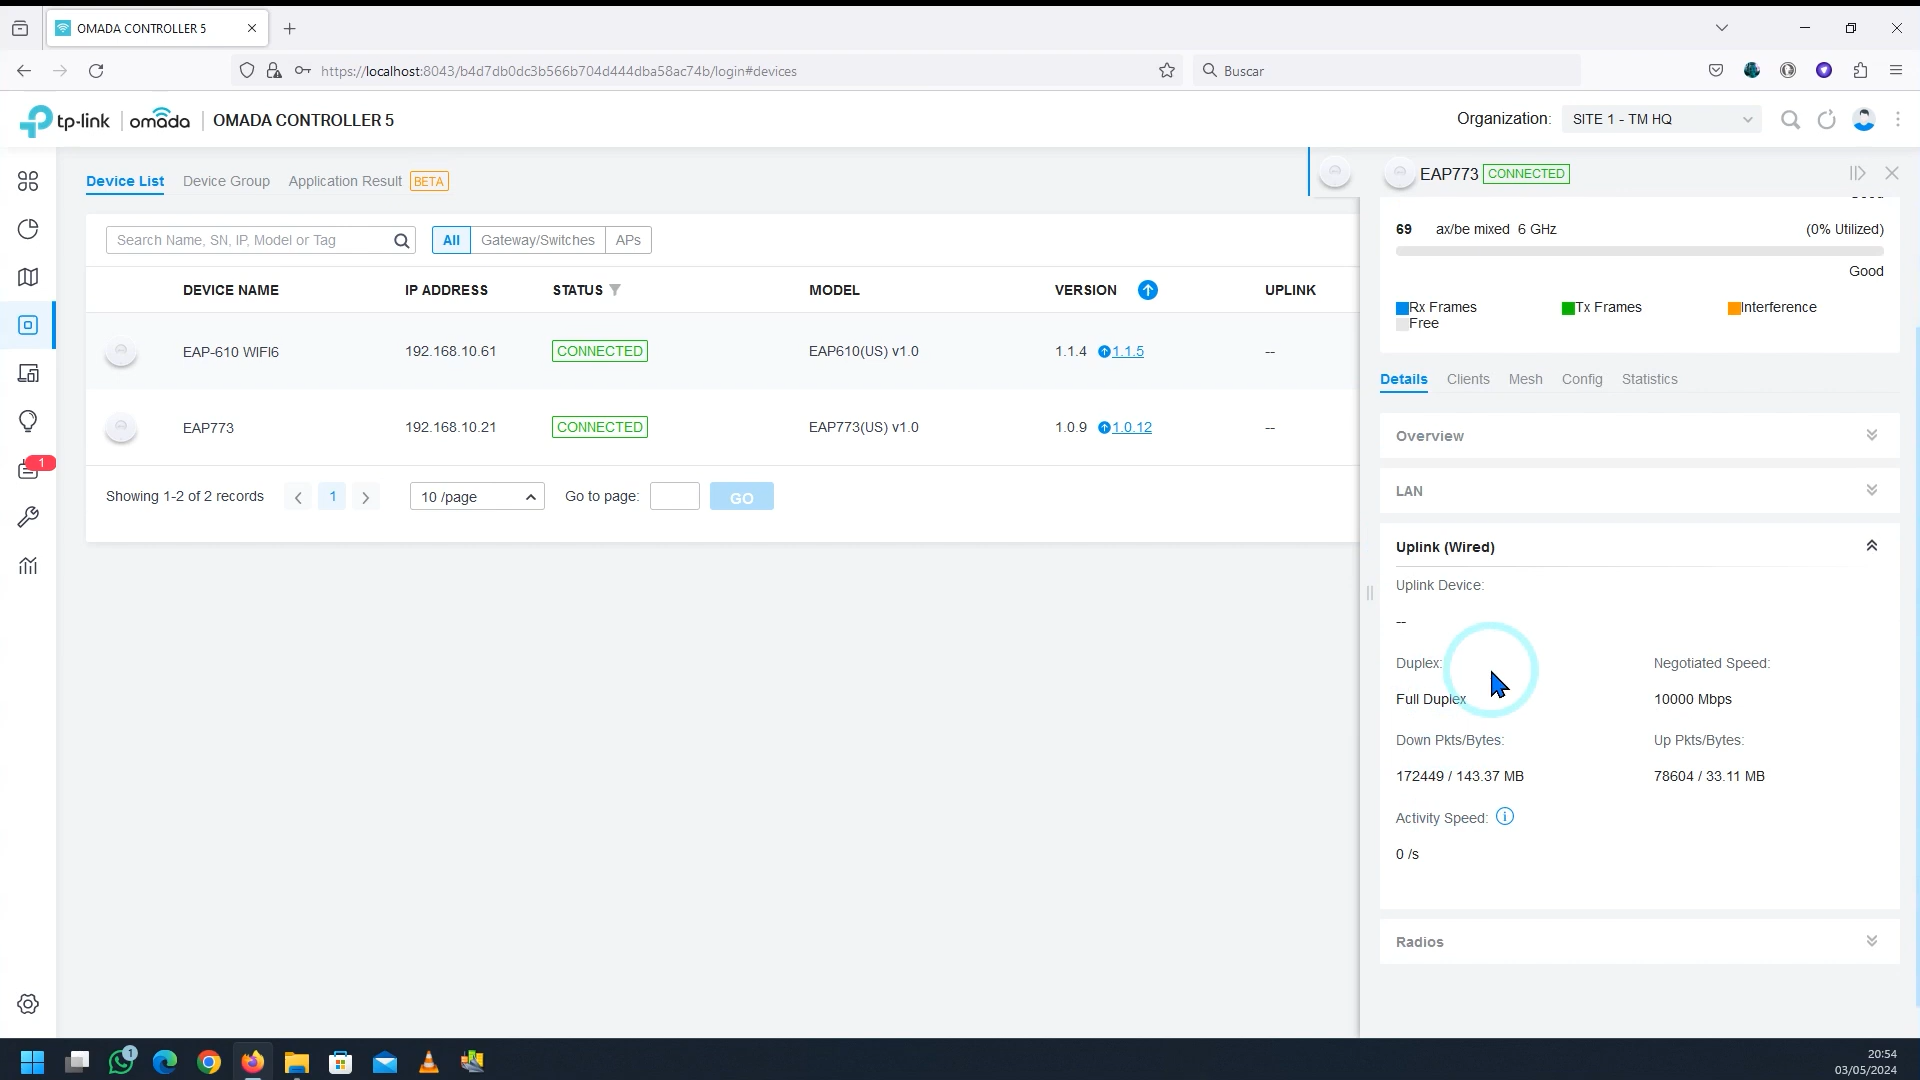 OMADA CONTROLLER 5
https://localhost:8043/b4d7db0dc3b566b704d444dba58ac74b/login#devices
Buscar
tp-link
omada
OMADA CONTROLLER 5
Organization:
SITE 1 - TM HQ
Device List
Device Group
Application Result
BETA
EAP773
CONNECTED
Search Name, SN, IP, Model or Tag
All
Gateway/Switches
APs
69 ax/be mixed 6 GHz (0% Utilized)
Good
DEVICE NAME
IP ADDRESS
STATUS
MODEL
VERSION
UPLINK
Rx Frames
Tx Frames
Interference
Free
EAP-610 WIFI6
192.168.10.61
CONNECTED
EAP610(US) v1.0
1.1.4
1.1.5
--
EAP773
192.168.10.21
CONNECTED
EAP773(US) v1.0
1.0.9
1.0.12
--
Showing 1-2 of 2 records
1
10 /page
Go to page:
GO
Details
Clients
Mesh
Config
Statistics
Overview
LAN
Uplink (Wired)
Uplink Device:
--
Duplex:
Negotiated Speed:
Full Duplex
10000 Mbps
Down Pkts/Bytes:
Up Pkts/Bytes:
172449 / 143.37 MB
78604 / 33.11 MB
Activity Speed:
0 /s
Radios
1
1
20:54
03/05/2024